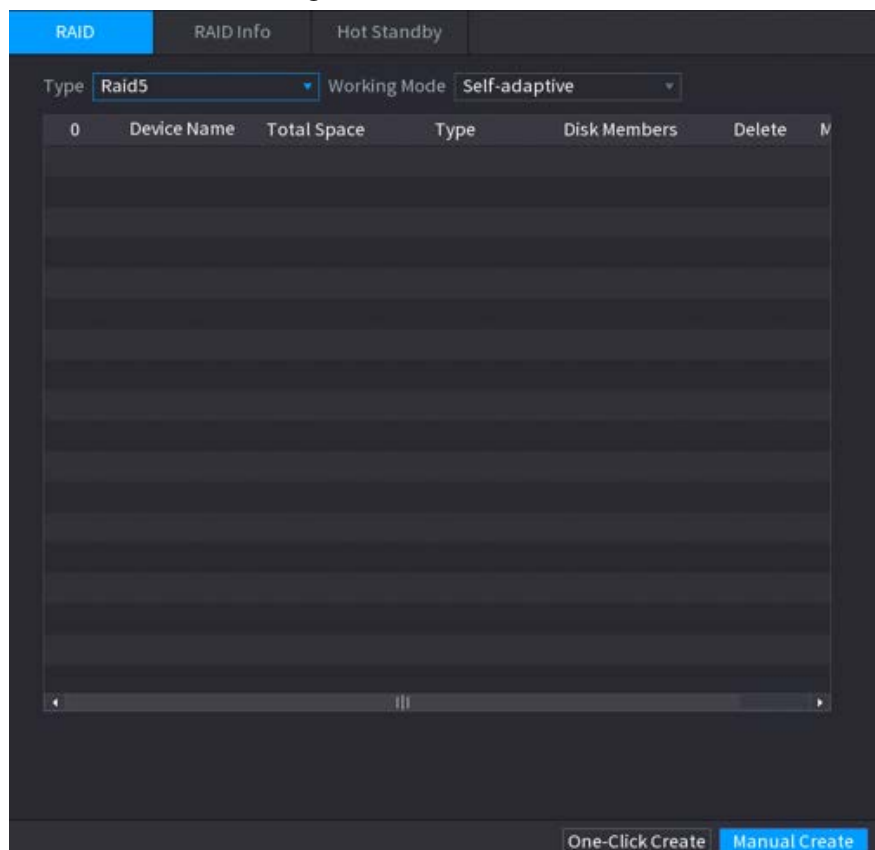 RAID RAID Info Hot Standby
Type Raid5 Working Mode Self-adaptive
0 Device Name Total Space Type Disk Members Delete M
One-Click Create Manual Create